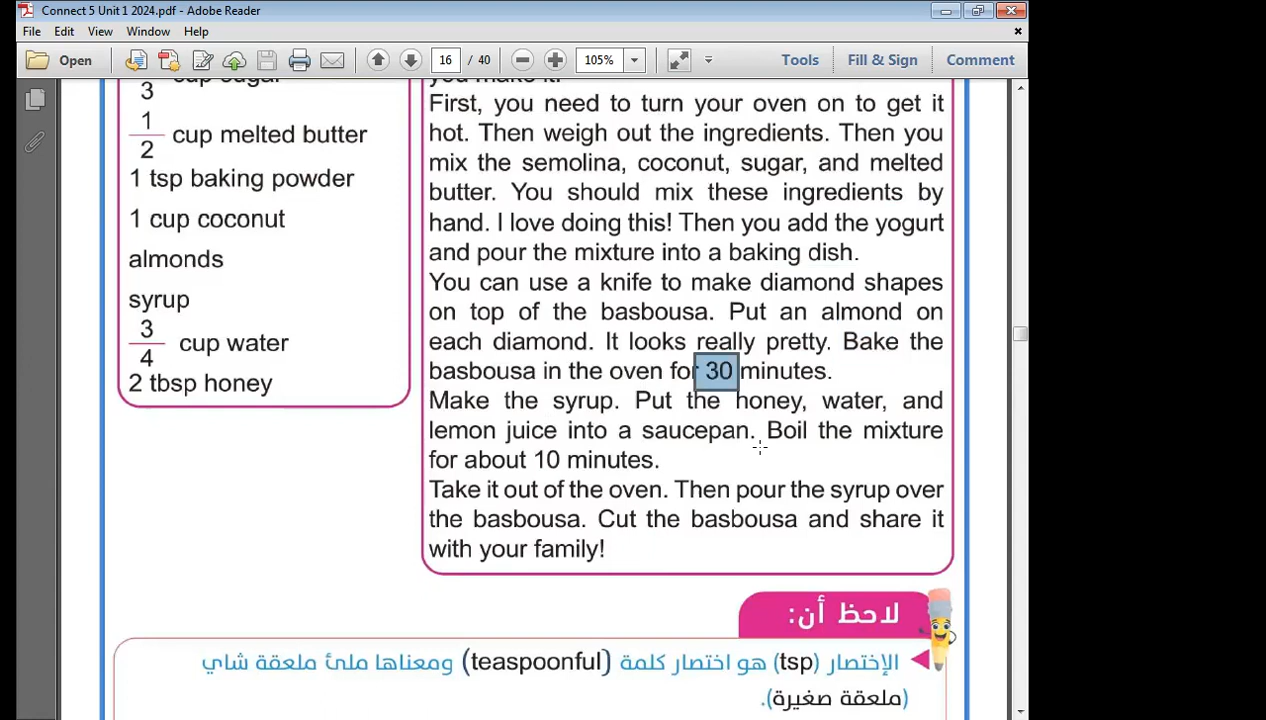 Connect 5 Unit 1 2024.pdf - Adobe Reader
File Edit View Window Help
Open 16 / 40 105% Tools Fill & Sign Comment
cup sugar
3
1
2
cup melted butter
1 tsp baking powder
1 cup coconut
almonds
syrup
3
4
cup water
2 tbsp honey
you make it.
First, you need to turn your oven on to get it
hot. Then weigh out the ingredients. Then you
mix the semolina, coconut, sugar, and melted
butter. You should mix these ingredients by
hand. I love doing this! Then you add the yogurt
and pour the mixture into a baking dish.
You can use a knife to make diamond shapes
on top of the basbousa. Put an almond on
each diamond. It looks really pretty. Bake the
basbousa in the oven for 30 minutes.
Make the syrup. Put the honey, water, and
lemon juice into a saucepan. Boil the mixture
for about 10 minutes.
Take it out of the oven. Then pour the syrup over
the basbousa. Cut the basbousa and share it
with your family!
لاحظ أن:
الإختصار (tsp) هو اختصار كلمة (teaspoonful) ومعناها ملئ ملعقة شاي
(ملعقة صغيرة).